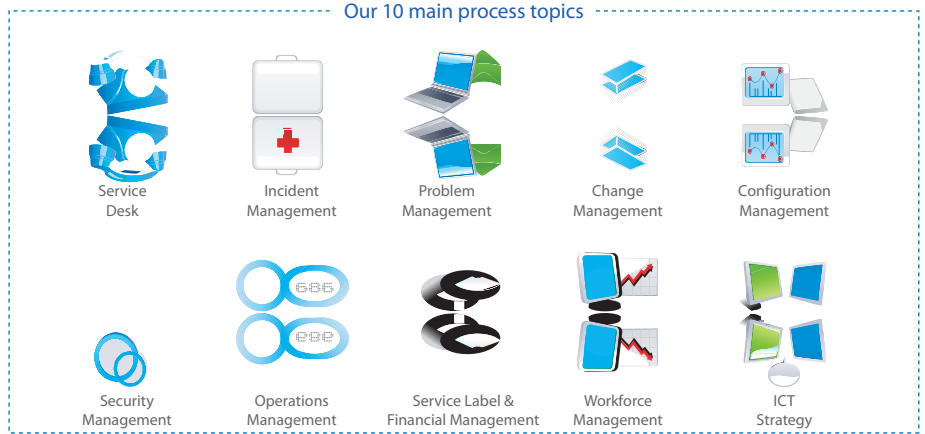 Our 10 main process topics
Service
Desk
Incident
Management
Problem
Management
Change
Management
Configuration
Management
686
Security
Management
Operations
Management
Service Label &
Financial Management
Workforce
Management
ICT
Strategy